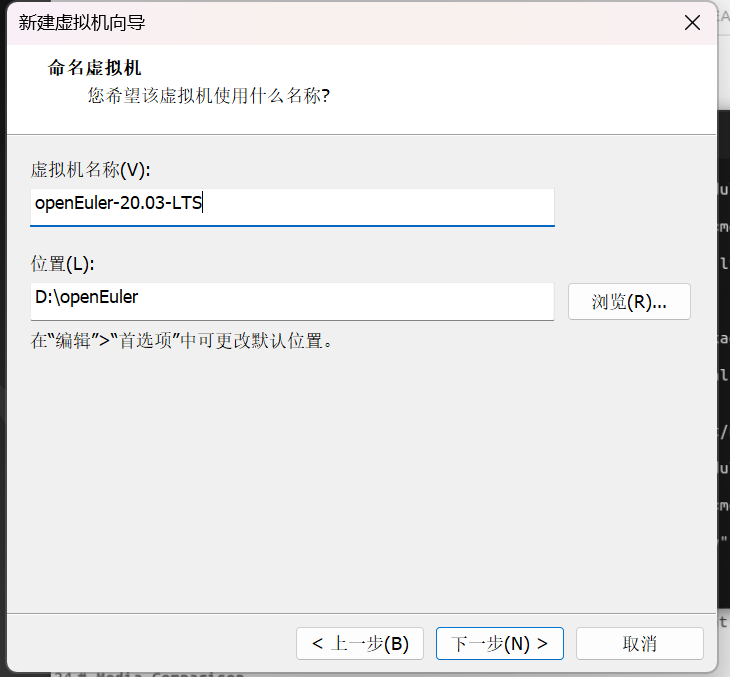 新建虚拟机向导
命名虚拟机
您希望该虚拟机使用什么名称?
虚拟机名称(V):
openEuler-20.03-LTS
位置(L):
D:\openEuler
浏览(R)...
在“编辑”>“首选项”中可更改默认位置。
< 上一步(B)
下一步(N) >
取消